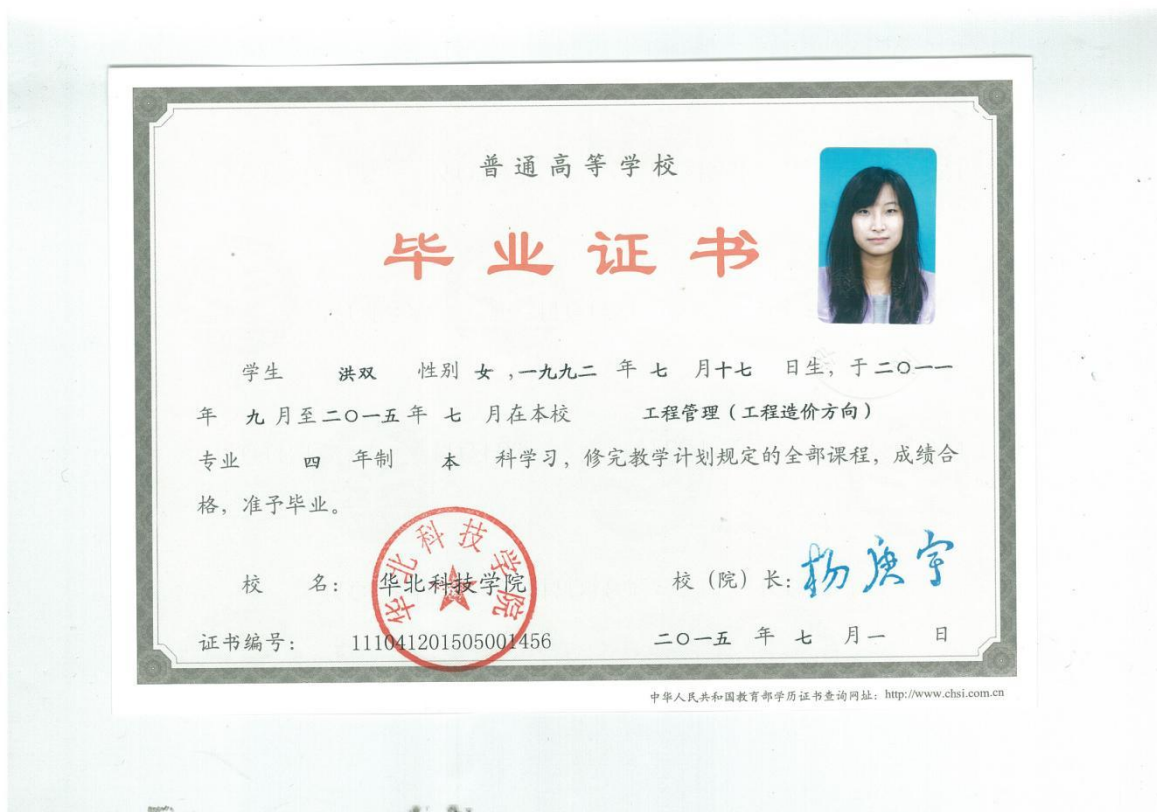 普通高等学校
毕业证书
学生 洪双 性别 女 ,一九九二 年 七 月十七 日生，于二〇一一
年 九 月至二〇一五年 七 月在本校 工程管理（工程造价方向）
专业 四 年制 本 科学习，修完教学计划规定的全部课程，成绩合
格，准予毕业。
华北科技学院
校 名： 华北科技学院 校（院）长：杨庚宇
证书编号： 111041201505001456 二〇一五 年 七 月一 日
中华人民共和国教育部学历证书查询网址：http://www.chsi.com.cn